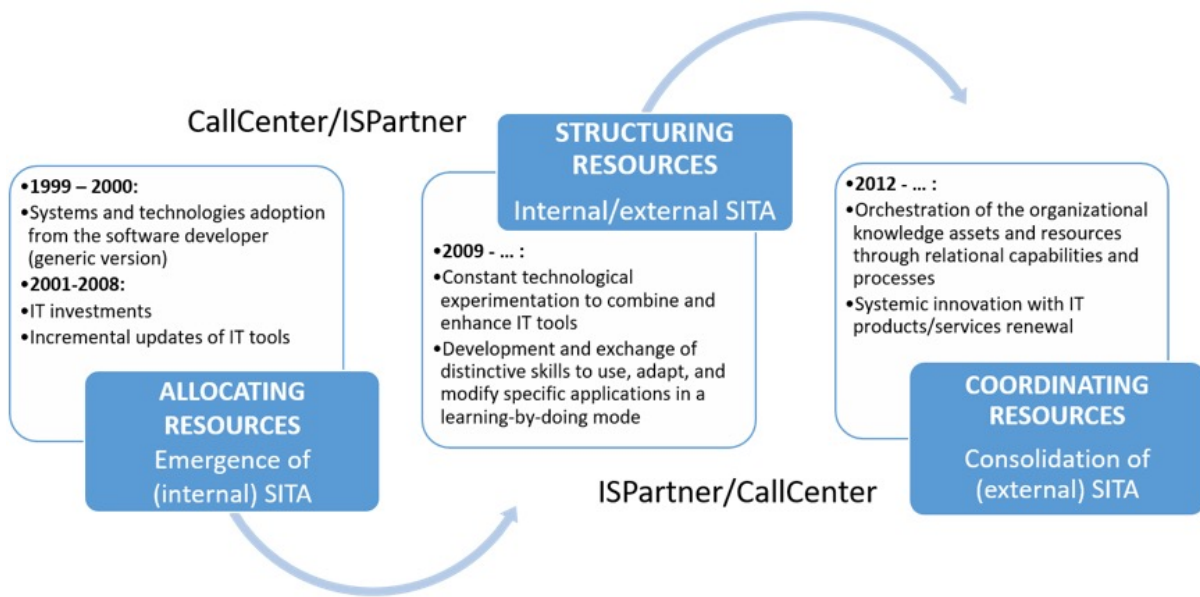 CallCenter/ISPartner
•1999 – 2000:
•Systems and technologies adoption
from the software developer
(generic version)
•2001-2008:
•IT investments
•Incremental updates of IT tools
ALLOCATING
RESOURCES
Emergence of
(internal) SITA
STRUCTURING
RESOURCES
Internal/external SITA
•2009 - ... :
•Constant technological
experimentation to combine and
enhance IT tools
•Development and exchange of
distinctive skills to use, adapt, and
modify specific applications in a
learning-by-doing mode
ISPartner/CallCenter
•2012 - ... :
•Orchestration of the organizational
knowledge assets and resources
through relational capabilities and
processes
•Systemic innovation with IT
products/services renewal
COORDINATING
RESOURCES
Consolidation of
(external) SITA